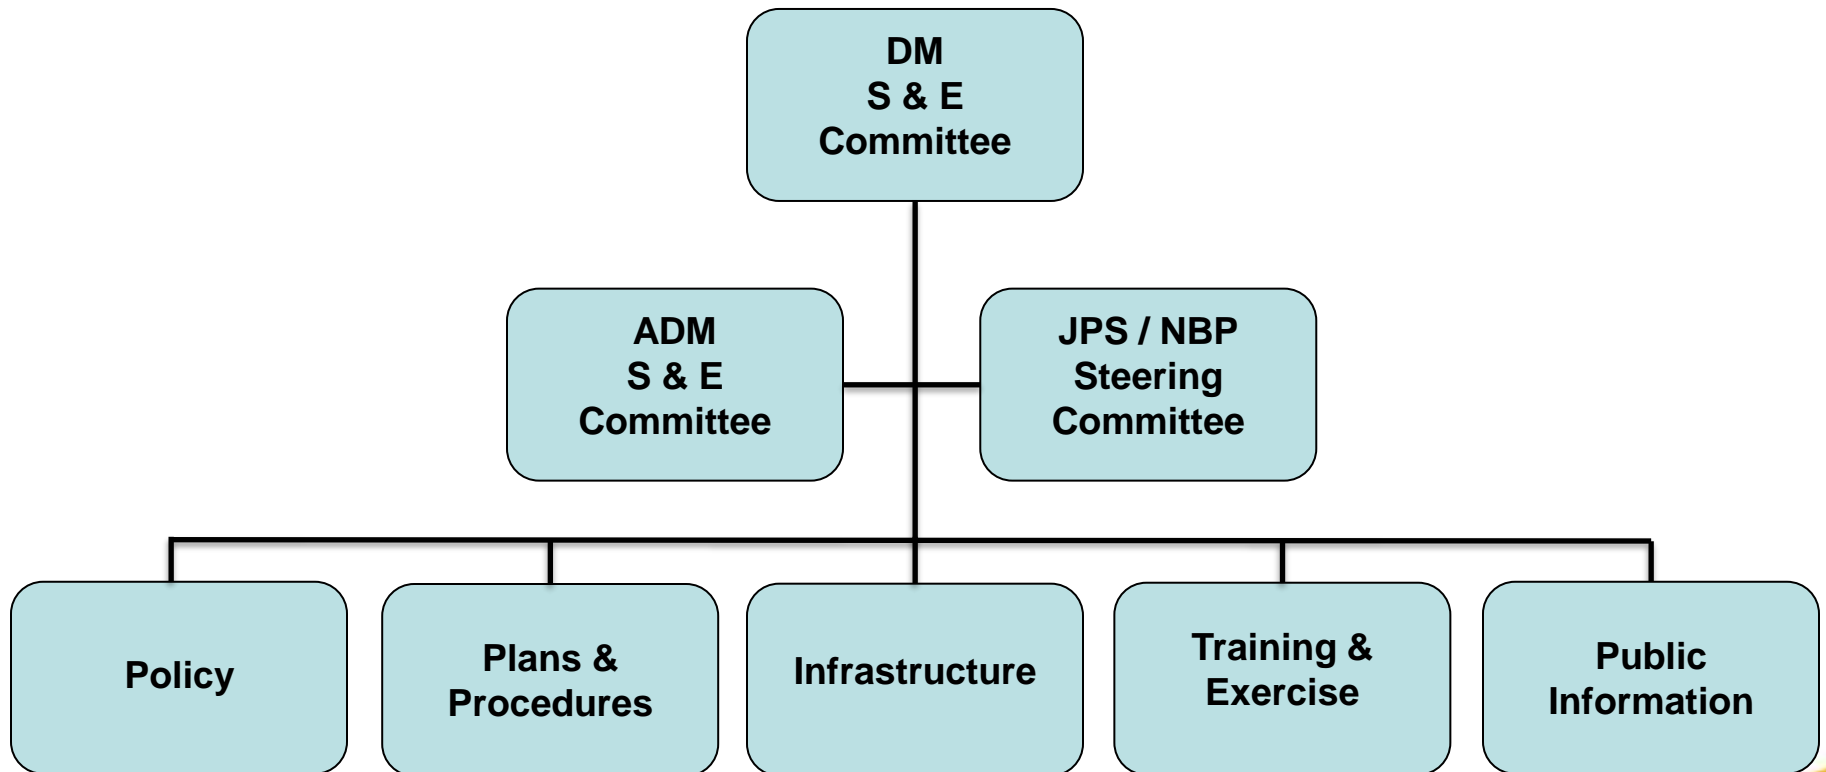 DM
S & E
Committee
ADM
S & E
Committee
JPS / NBP
Steering
Committee
Policy
Plans &
Procedures
Infrastructure
Training &
Exercise
Public
Information